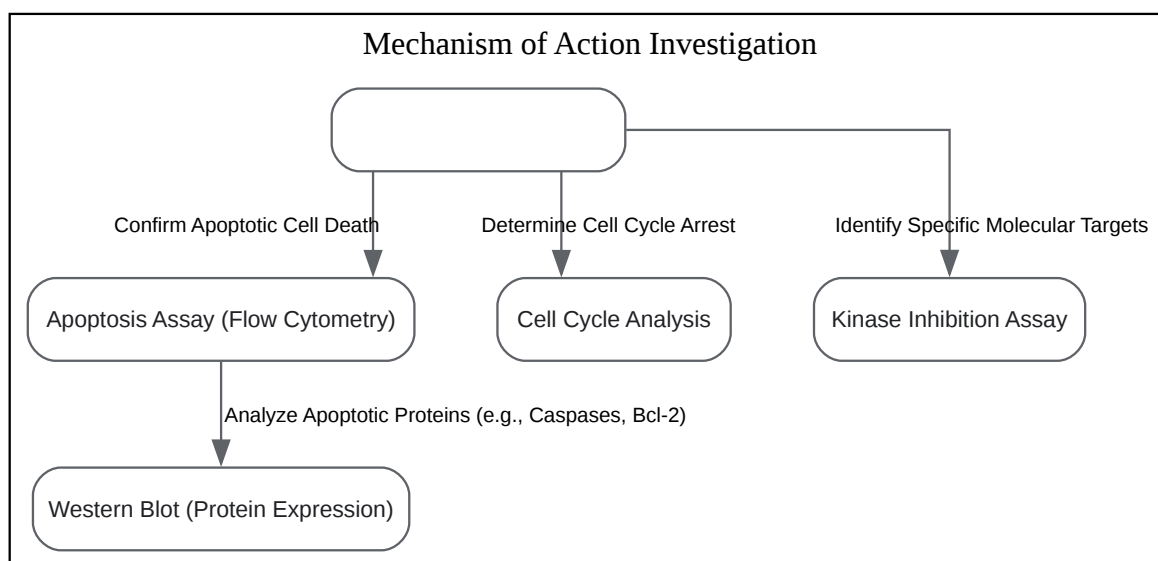 Mechanism of Action Investigation
Confirm Apoptotic Cell Death
Determine Cell Cycle Arrest
Identify Specific Molecular Targets
Apoptosis Assay (Flow Cytometry)
Cell Cycle Analysis
Kinase Inhibition Assay
Analyze Apoptotic Proteins (e.g., Caspases, Bcl-2)
Western Blot (Protein Expression)